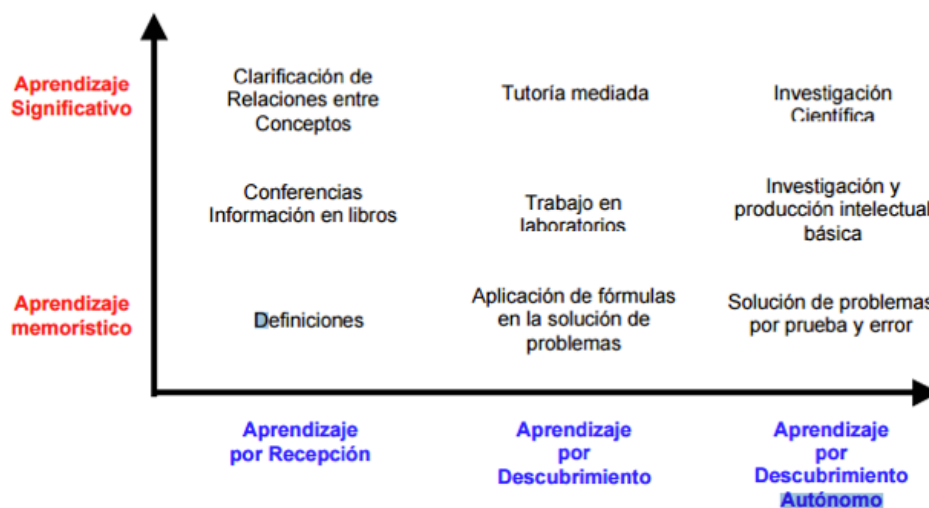 Aprendizaje
Significativo
Clarificación de
Relaciones entre
Conceptos
Tutoría mediada
Investigación
Científica
Conferencias
Información en libros
Trabajo en
laboratorios
Investigación y
producción intelectual
básica
Aprendizaje
memorístico
Definiciones
Aplicación de fórmulas
en la solución de
problemas
Solución de problemas
por prueba y error
Aprendizaje
por Recepción
Aprendizaje
por
Descubrimiento
Aprendizaje
por
Descubrimiento
Autónomo